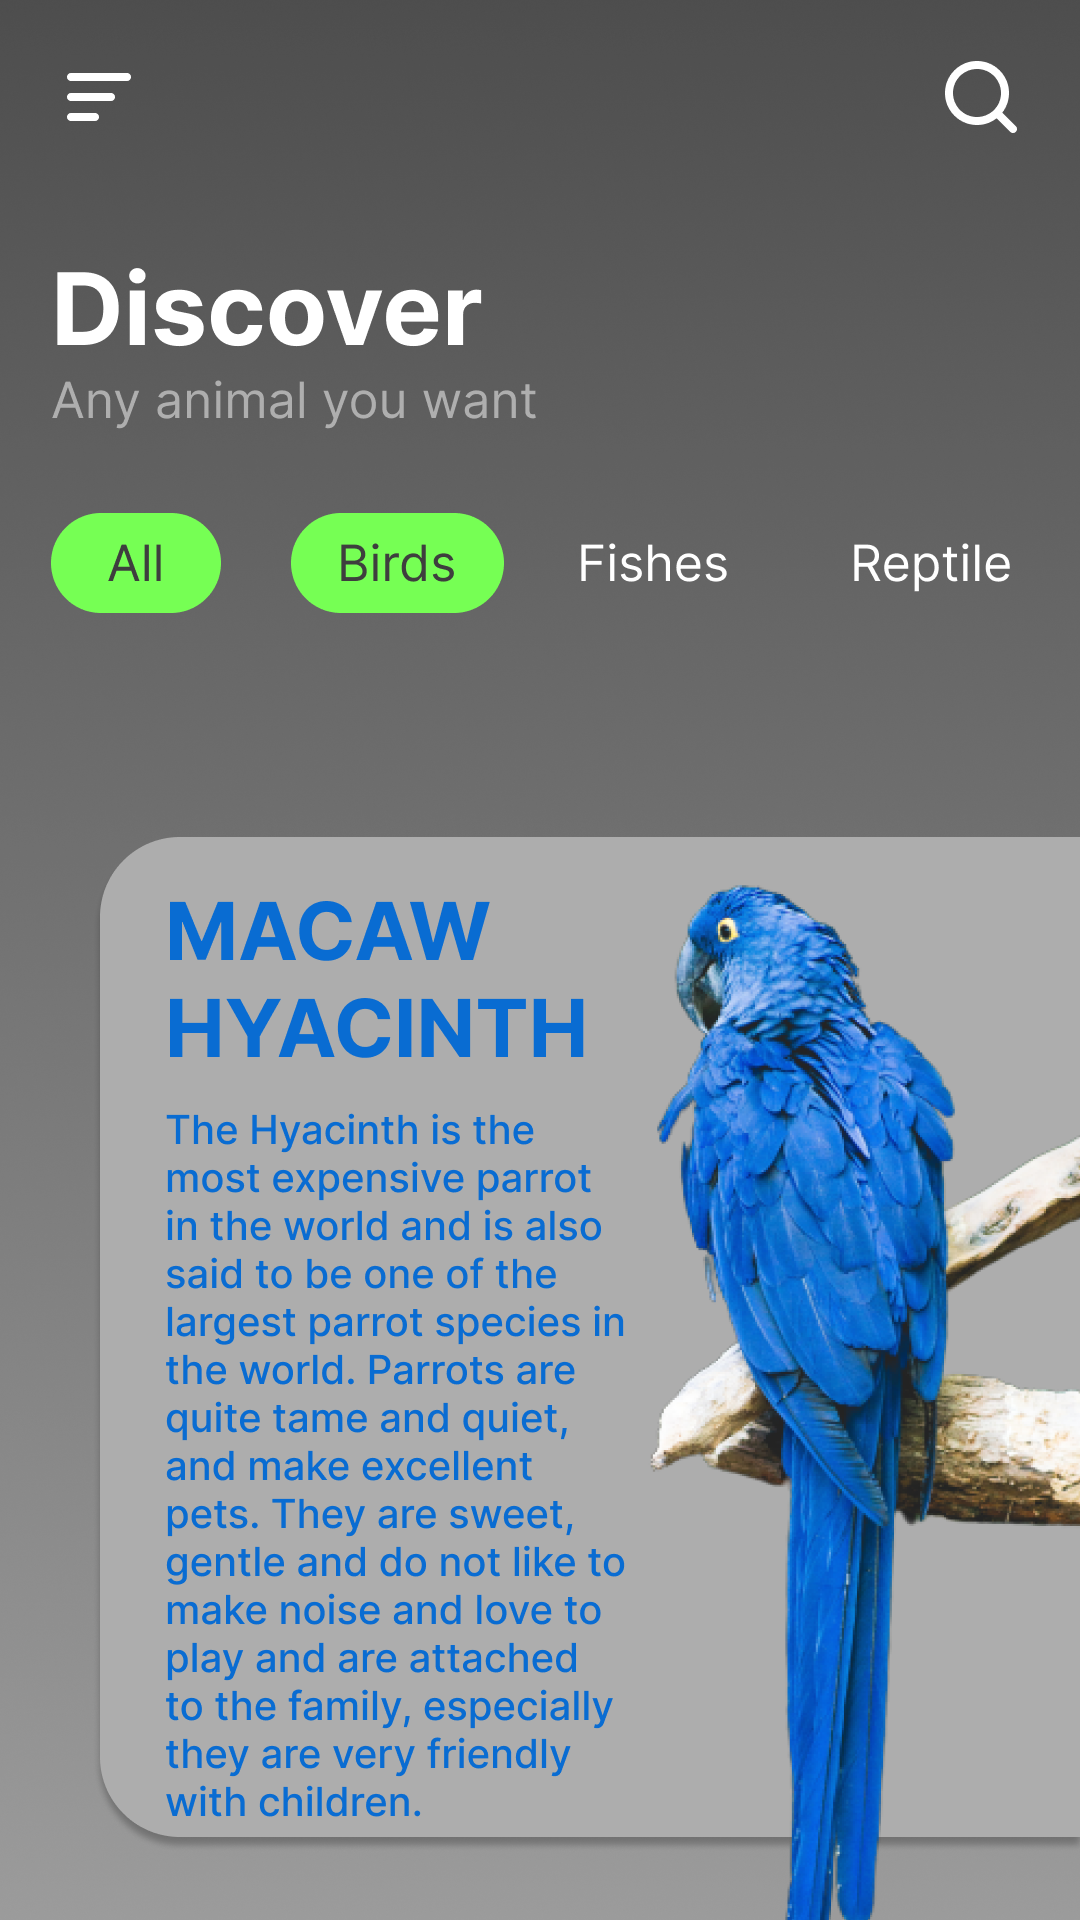 Discover
Any animal you want
All Birds Fishes Reptile
MACAW
HYACINTH
The Hyacinth is the
most expensive parrot
in the world and is also
said to be one of the
largest parrot species in
the world. Parrots are
quite tame and quiet,
and make excellent
pets. They are sweet,
gentle and do not like to
make noise and love to
play and are attached
to the family, especially
they are very friendly
with children.